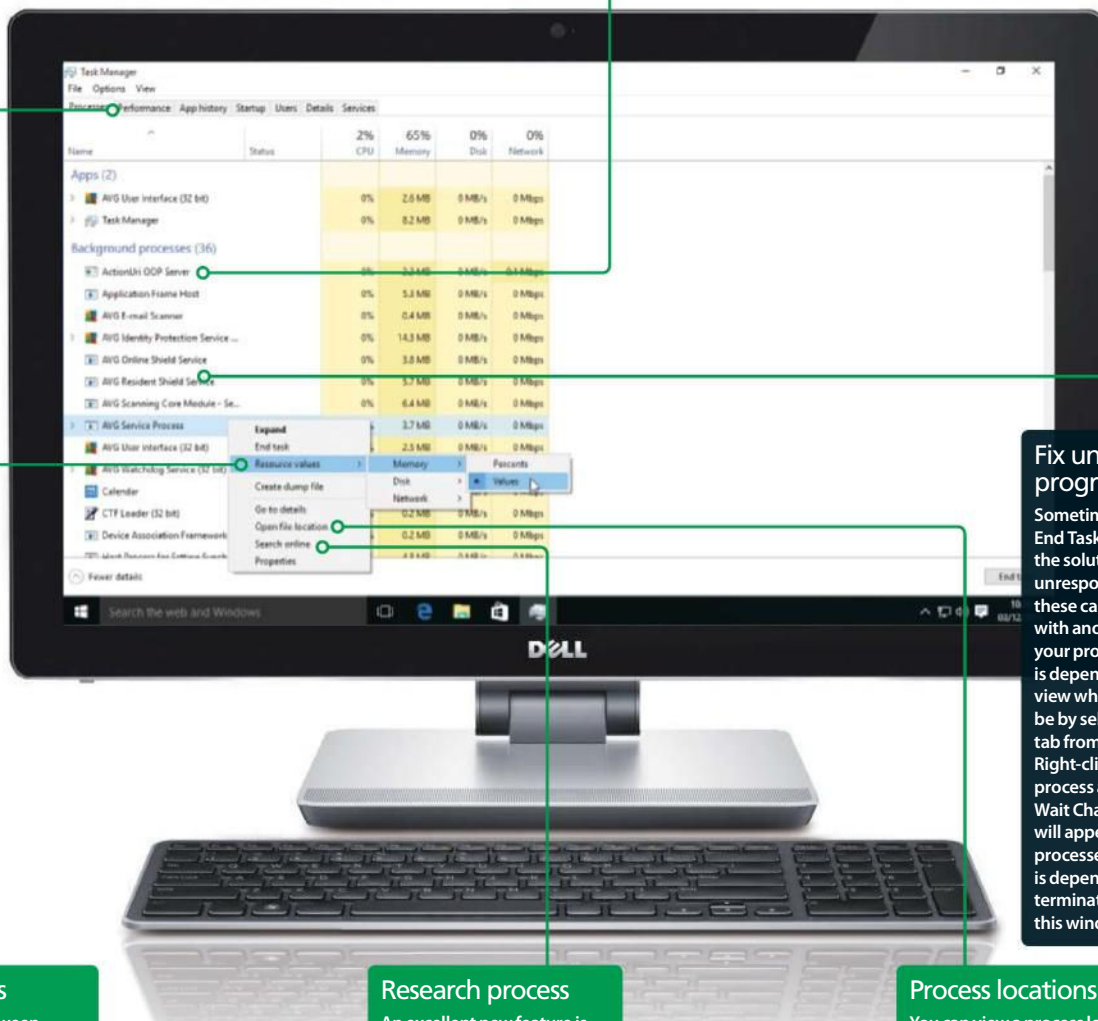 Task Manager
File Options View
Processes Performance App history Startup Users Details Services
2% 65% 0% 0%
Name Status CPU Memory Disk Network
Apps (2)
AVG User interface (32 bit) 0% 2.6 MB 0 MB/s 0 Mbps
Task Manager 0% 8.2 MB 0 MB/s 0 Mbps
Background processes (36)
ActionUri OOP Server 0% 0 MB/s 0.1 Mbps
Application Frame Host 0% 5.3 MB 0 MB/s 0 Mbps
AVG E-mail Scanner 0% 0.4 MB 0 MB/s 0 Mbps
AVG Identity Protection Service ... 0% 14.3 MB 0 MB/s 0 Mbps
AVG Online Shield Service 0% 3.8 MB 0 MB/s 0 Mbps
AVG Resident Shield Service 0% 5.7 MB 0 MB/s 0 Mbps
AVG Scanning Core Module - Se... 0% 6.4 MB 0 MB/s 0 Mbps
AVG Service Process 3.7 MB 0 MB/s 0 Mbps
AVG User interface (32 bit) 2.5 MB 0 MB/s 0 Mbps
AVG Watchdog Service (32 bit)
Calendar
CTF Loader (32 bit) 0.2 MB 0 MB/s 0 Mbps
Device Association Framework 0.2 MB 0 MB/s 0 Mbps
Expand
End task
Resource values
Create dump file
Go to details
Open file location
Search online
Properties
Memory
Disk
Network
Percents
Values
Fewer details
End t
Search the web and Windows
DELL
Fix un
progr
Sometin
End Task
the solut
unrespo
these ca
with and
your pro
is depen
view wh
be by se
tab from
Right-cli
process a
Wait Cha
will appe
processe
is depen
terminat
this wind
s
Research process
An excellent new feature is
Process locations